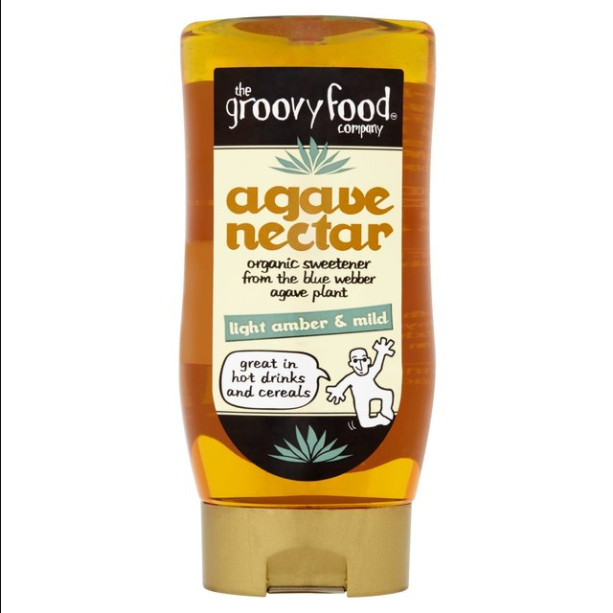 the
groovy food
company
agave
nectar
organic sweetener
from the blue webber
agave plant
light amber & mild
great in
hot drinks
and cereals